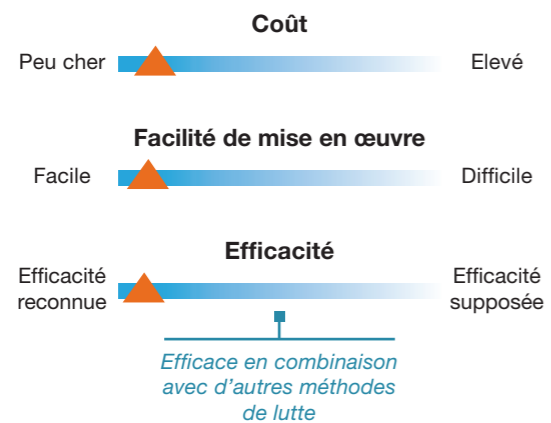 Coût
Peu cher
Elevé
Facilité de mise en œuvre
Facile
Difficile
Efficacité
Efficacité
reconnue
Efficacité
supposée
Efficace en combinaison
avec d'autres méthodes
de lutte